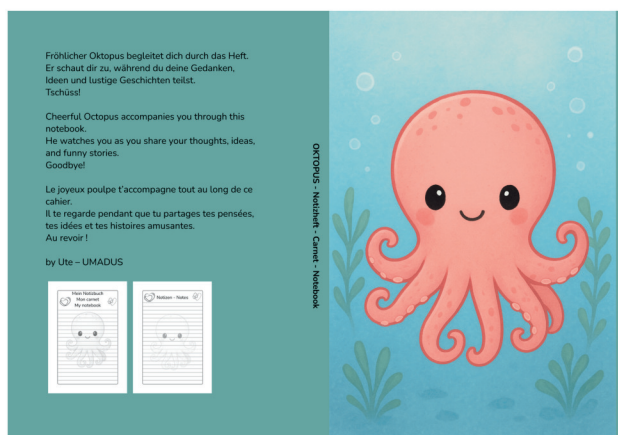 Fröhlicher Oktopus begleitet dich durch das Heft.
Er schaut dir zu, während du deine Gedanken,
Ideen und lustige Geschichten teilst.
Tschüss!
Cheerful Octopus accompanies you through this
notebook.
He watches you as you share your thoughts, ideas,
and funny stories.
Goodbye!
Le joyeux poulpe t'accompagne tout au long de ce
cahier.
Il te regarde pendant que tu partages tes pensées,
tes idées et tes histoires amusantes.
Au revoir !
by Ute – UMADUS
Mein Notizbuch
Mon carnet
My notebook
Notizen - Notes
OKTOPUS - Notizheft - Carnet - Notebook